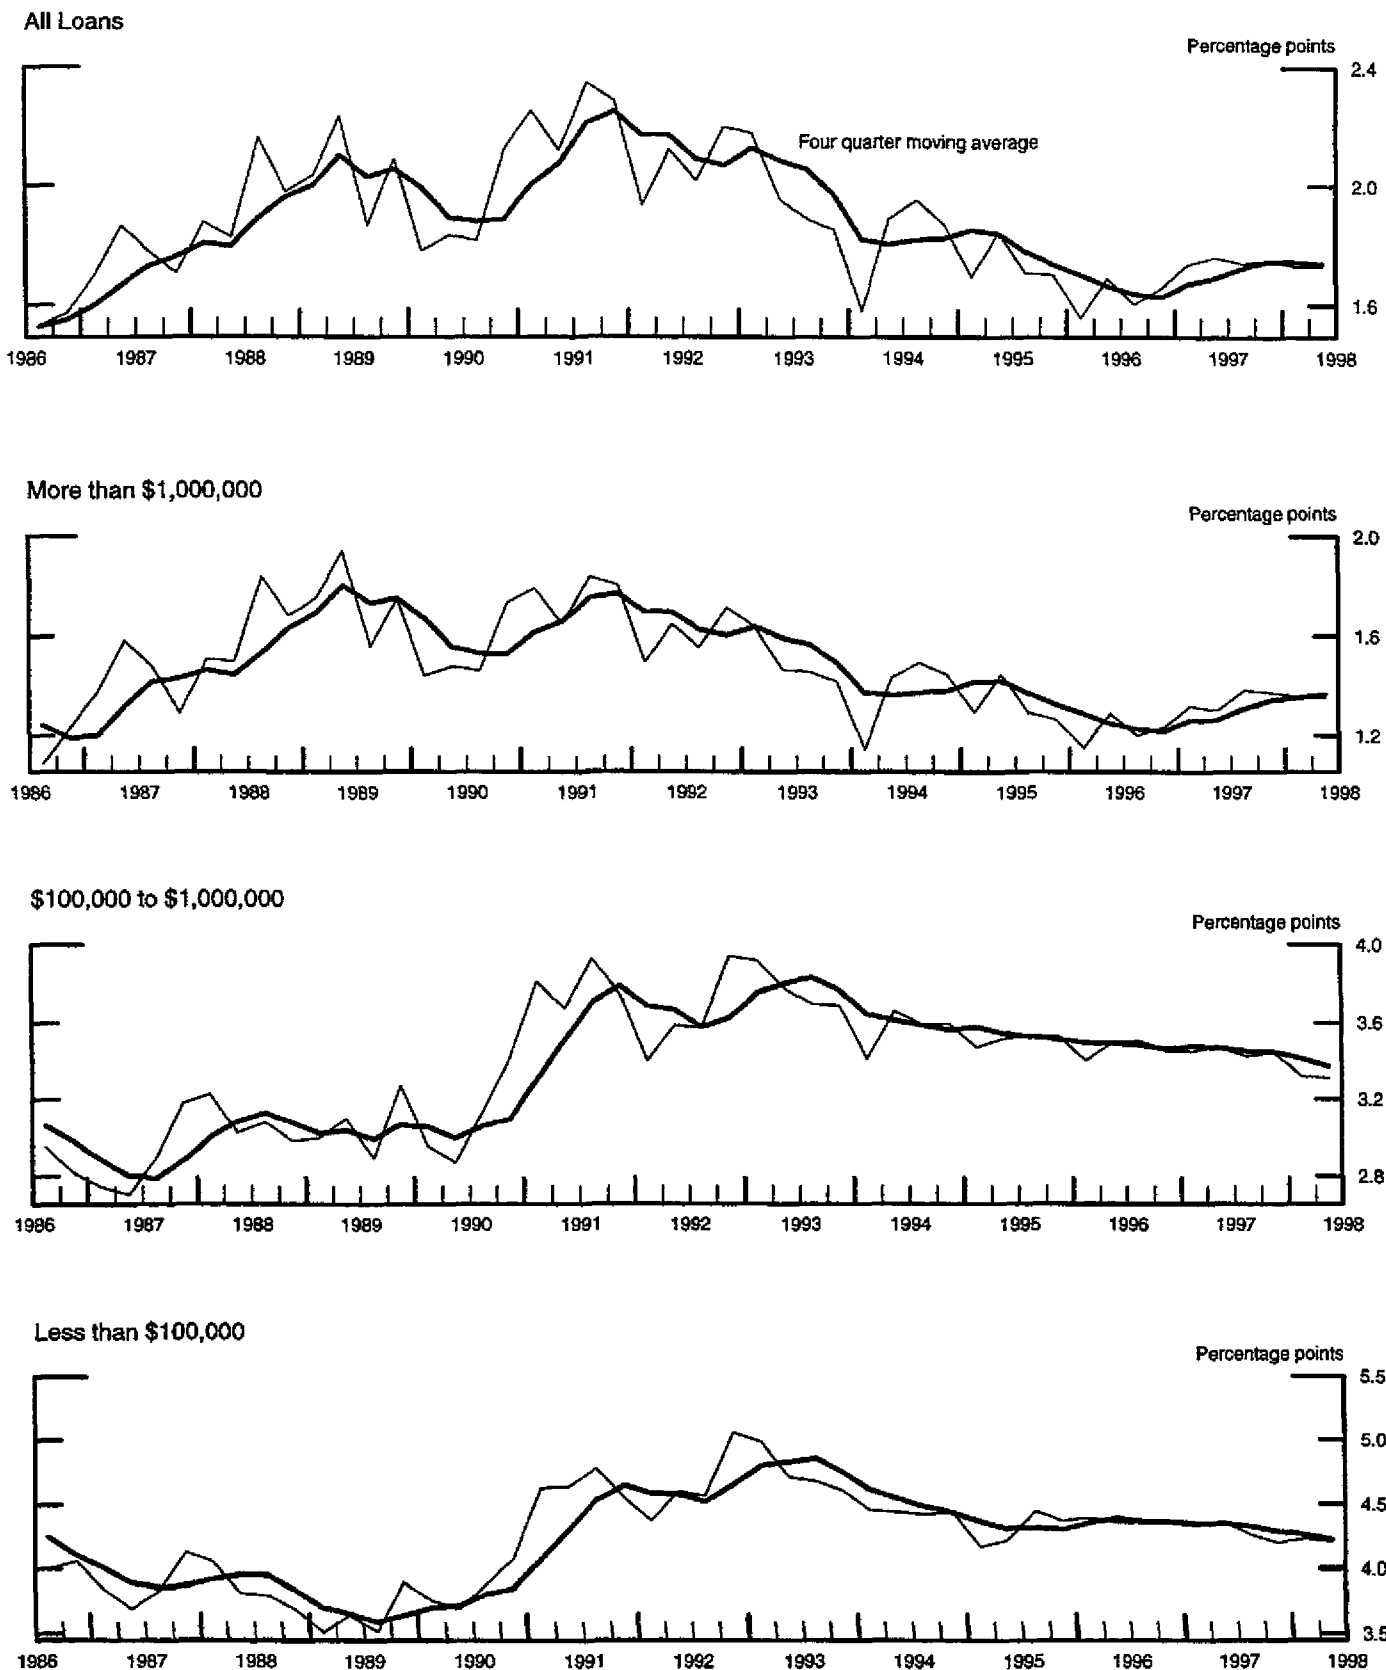 All Loans
Percentage points
2.4
Four quarter moving average
2.0
1.6
1986 1987 1988 1989 1990 1991 1992 1993 1994 1995 1996 1997 1998
More than $1,000,000
Percentage points
2.0
1.6
1.2
1986 1987 1988 1989 1990 1991 1992 1993 1994 1995 1996 1997 1998
$100,000 to $1,000,000
Percentage points
4.0
3.6
3.2
2.8
1986 1987 1988 1989 1990 1991 1992 1993 1994 1995 1996 1997 1998
Less than $100,000
Percentage points
5.5
5.0
4.5
4.0
3.5
1986 1987 1988 1989 1990 1991 1992 1993 1994 1995 1996 1997 1998